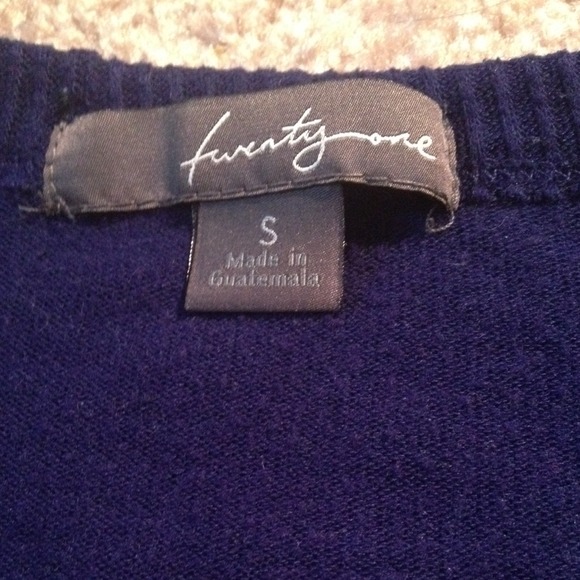 twenty one
S
Made in
Guatemala